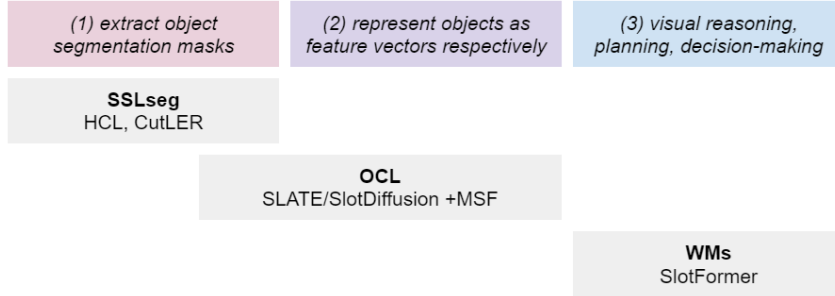 (1) extract object
segmentation masks
(2) represent objects as
feature vectors respectively
(3) visual reasoning,
planning, decision-making
SSLseg
HCL, CutLER
OCL
SLATE/SlotDiffusion +MSF
WMs
SlotFormer